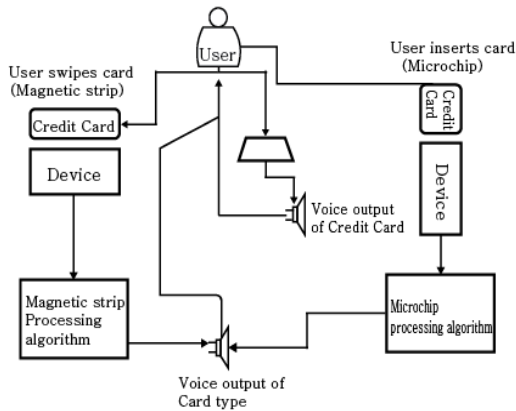 User
User swipes card
(Magnetic strip)
User inserts card
(Microchip)
Credit Card
Credit
Card
Device
Device
Voice output
of Credit Card
Magnetic strip
Processing
algorithm
Microchip
processing algorithm
Voice output of
Card type